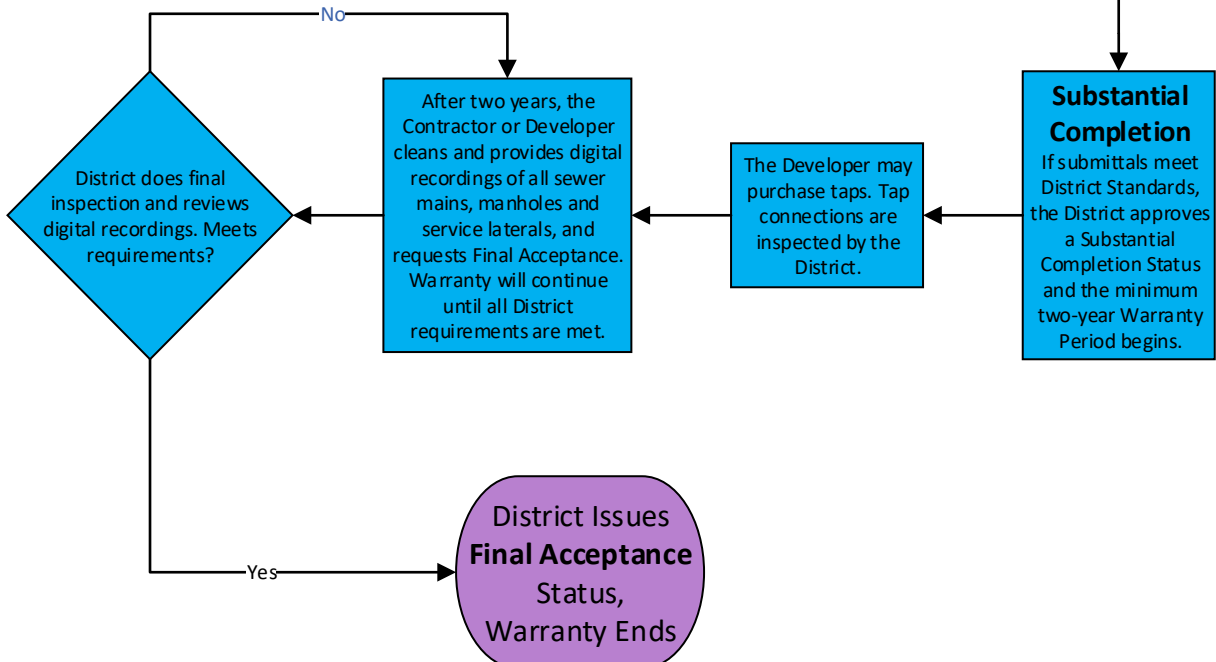 No
Substantial
Completion
If submittals meet
District Standards,
the District approves
a Substantial
Completion Status
and the minimum
two-year Warranty
Period begins.
The Developer may
purchase taps. Tap
connections are
inspected by the
District.
After two years, the
Contractor or Developer
cleans and provides digital
recordings of all sewer
mains, manholes and
service laterals, and
requests Final Acceptance.
Warranty will continue
until all District
requirements are met.
District does final
inspection and reviews
digital recordings. Meets
requirements?
Yes
District Issues
Final Acceptance
Status,
Warranty Ends